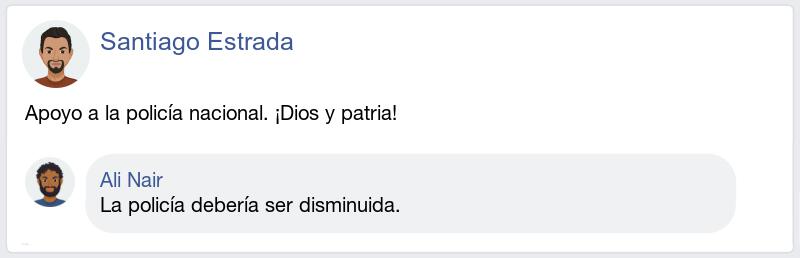 Santiago Estrada
Apoyo a la policía nacional. ¡Dios y patria!
Ali Nair
La policía debería ser disminuida.